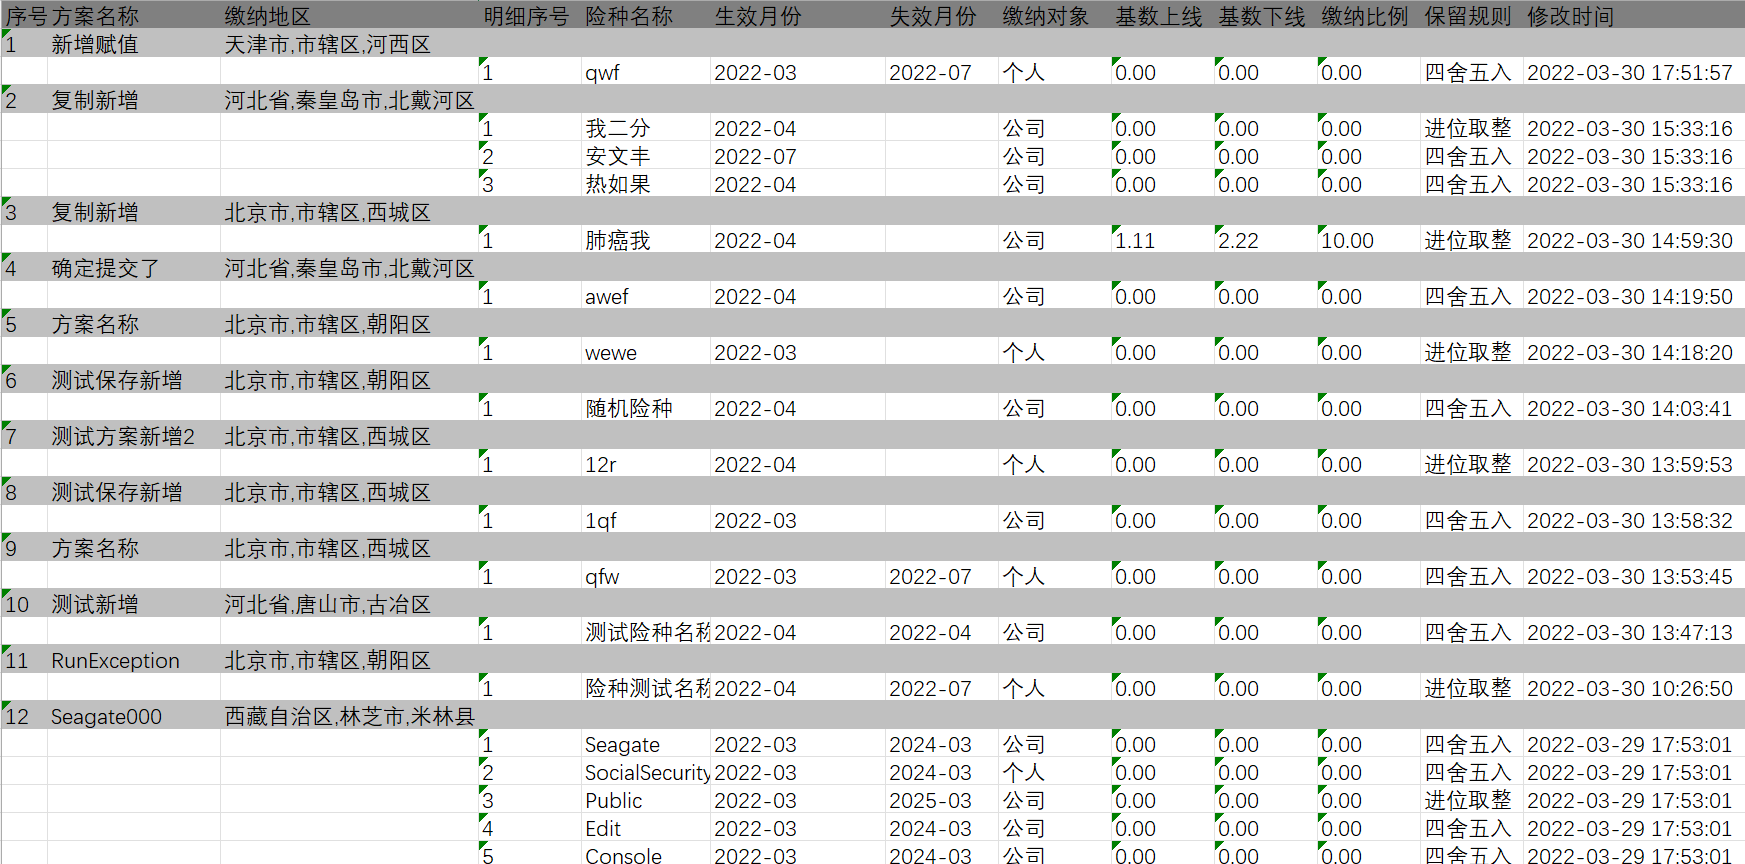 序号 方案名称 缴纳地区 明细序号 险种名称 生效月份 失效月份 缴纳对象 基数上线 基数下线 缴纳比例 保留规则 修改时间
1 新增赋值 天津市,市辖区,河西区
1 qwf 2022-03 2022-07 个人 0.00 0.00 0.00 四舍五入 2022-03-30 17:51:57
2 复制新增 河北省,秦皇岛市,北戴河区
1 我二分 2022-04 公司 0.00 0.00 0.00 进位取整 2022-03-30 15:33:16
2 安文丰 2022-07 公司 0.00 0.00 0.00 四舍五入 2022-03-30 15:33:16
3 热如果 2022-04 公司 0.00 0.00 0.00 四舍五入 2022-03-30 15:33:16
3 复制新增 北京市,市辖区,西城区
1 肺癌我 2022-04 公司 1.11 2.22 10.00 进位取整 2022-03-30 14:59:30
4 确定提交了 河北省,秦皇岛市,北戴河区
1 awef 2022-04 公司 0.00 0.00 0.00 四舍五入 2022-03-30 14:19:50
5 方案名称 北京市,市辖区,朝阳区
1 wewe 2022-03 个人 0.00 0.00 0.00 进位取整 2022-03-30 14:18:20
6 测试保存新增 北京市,市辖区,朝阳区
1 随机险种 2022-04 公司 0.00 0.00 0.00 四舍五入 2022-03-30 14:03:41
7 测试方案新增2 北京市,市辖区,西城区
1 12r 2022-04 个人 0.00 0.00 0.00 进位取整 2022-03-30 13:59:53
8 测试保存新增 北京市,市辖区,西城区
1 1qf 2022-03 公司 0.00 0.00 0.00 四舍五入 2022-03-30 13:58:32
9 方案名称 北京市,市辖区,西城区
1 qfw 2022-03 2022-07 个人 0.00 0.00 0.00 四舍五入 2022-03-30 13:53:45
10 测试新增 河北省,唐山市,古冶区
1 测试险种名称 2022-04 2022-04 公司 0.00 0.00 0.00 四舍五入 2022-03-30 13:47:13
11 RunException 北京市,市辖区,朝阳区
1 险种测试名称 2022-04 2022-07 个人 0.00 0.00 0.00 进位取整 2022-03-30 10:26:50
12 Seagate000 西藏自治区,林芝市,米林县
1 Seagate 2022-03 2024-03 公司 0.00 0.00 0.00 四舍五入 2022-03-29 17:53:01
2 SocialSecurity 2022-03 2024-03 个人 0.00 0.00 0.00 四舍五入 2022-03-29 17:53:01
3 Public 2022-03 2025-03 公司 0.00 0.00 0.00 进位取整 2022-03-29 17:53:01
4 Edit 2022-03 2024-03 公司 0.00 0.00 0.00 四舍五入 2022-03-29 17:53:01
5 Console 2022-03 2024-03 公司 0.00 0.00 0.00 四舍五入 2022-03-29 17:53:01